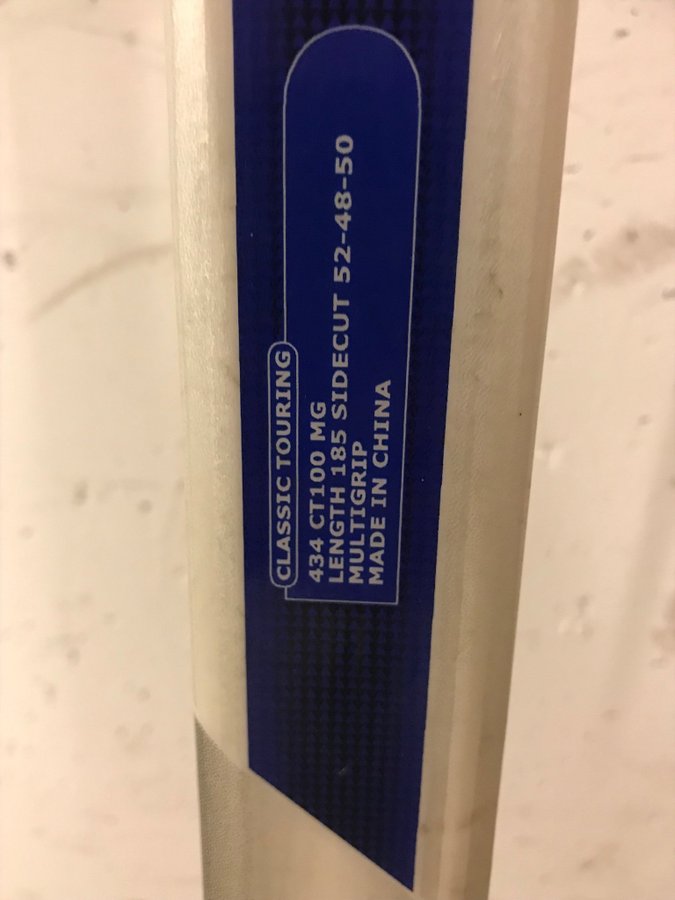 CLASSIC TOURING
434 CT100 MG
LENGTH 185 SIDECUT 52-48-50
MULTIGRIP
MADE IN CHINA